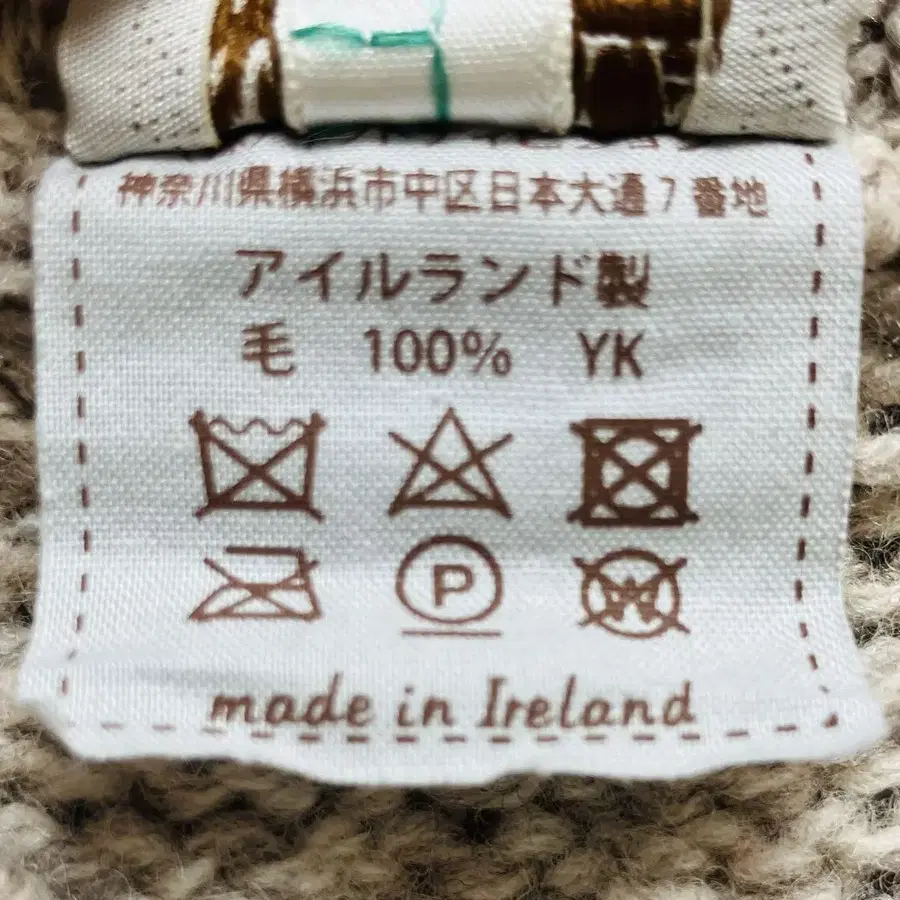 神奈川県横浜市中区日本大通7番地
アイルランド製
毛 100% YK
P
W
made in Ireland